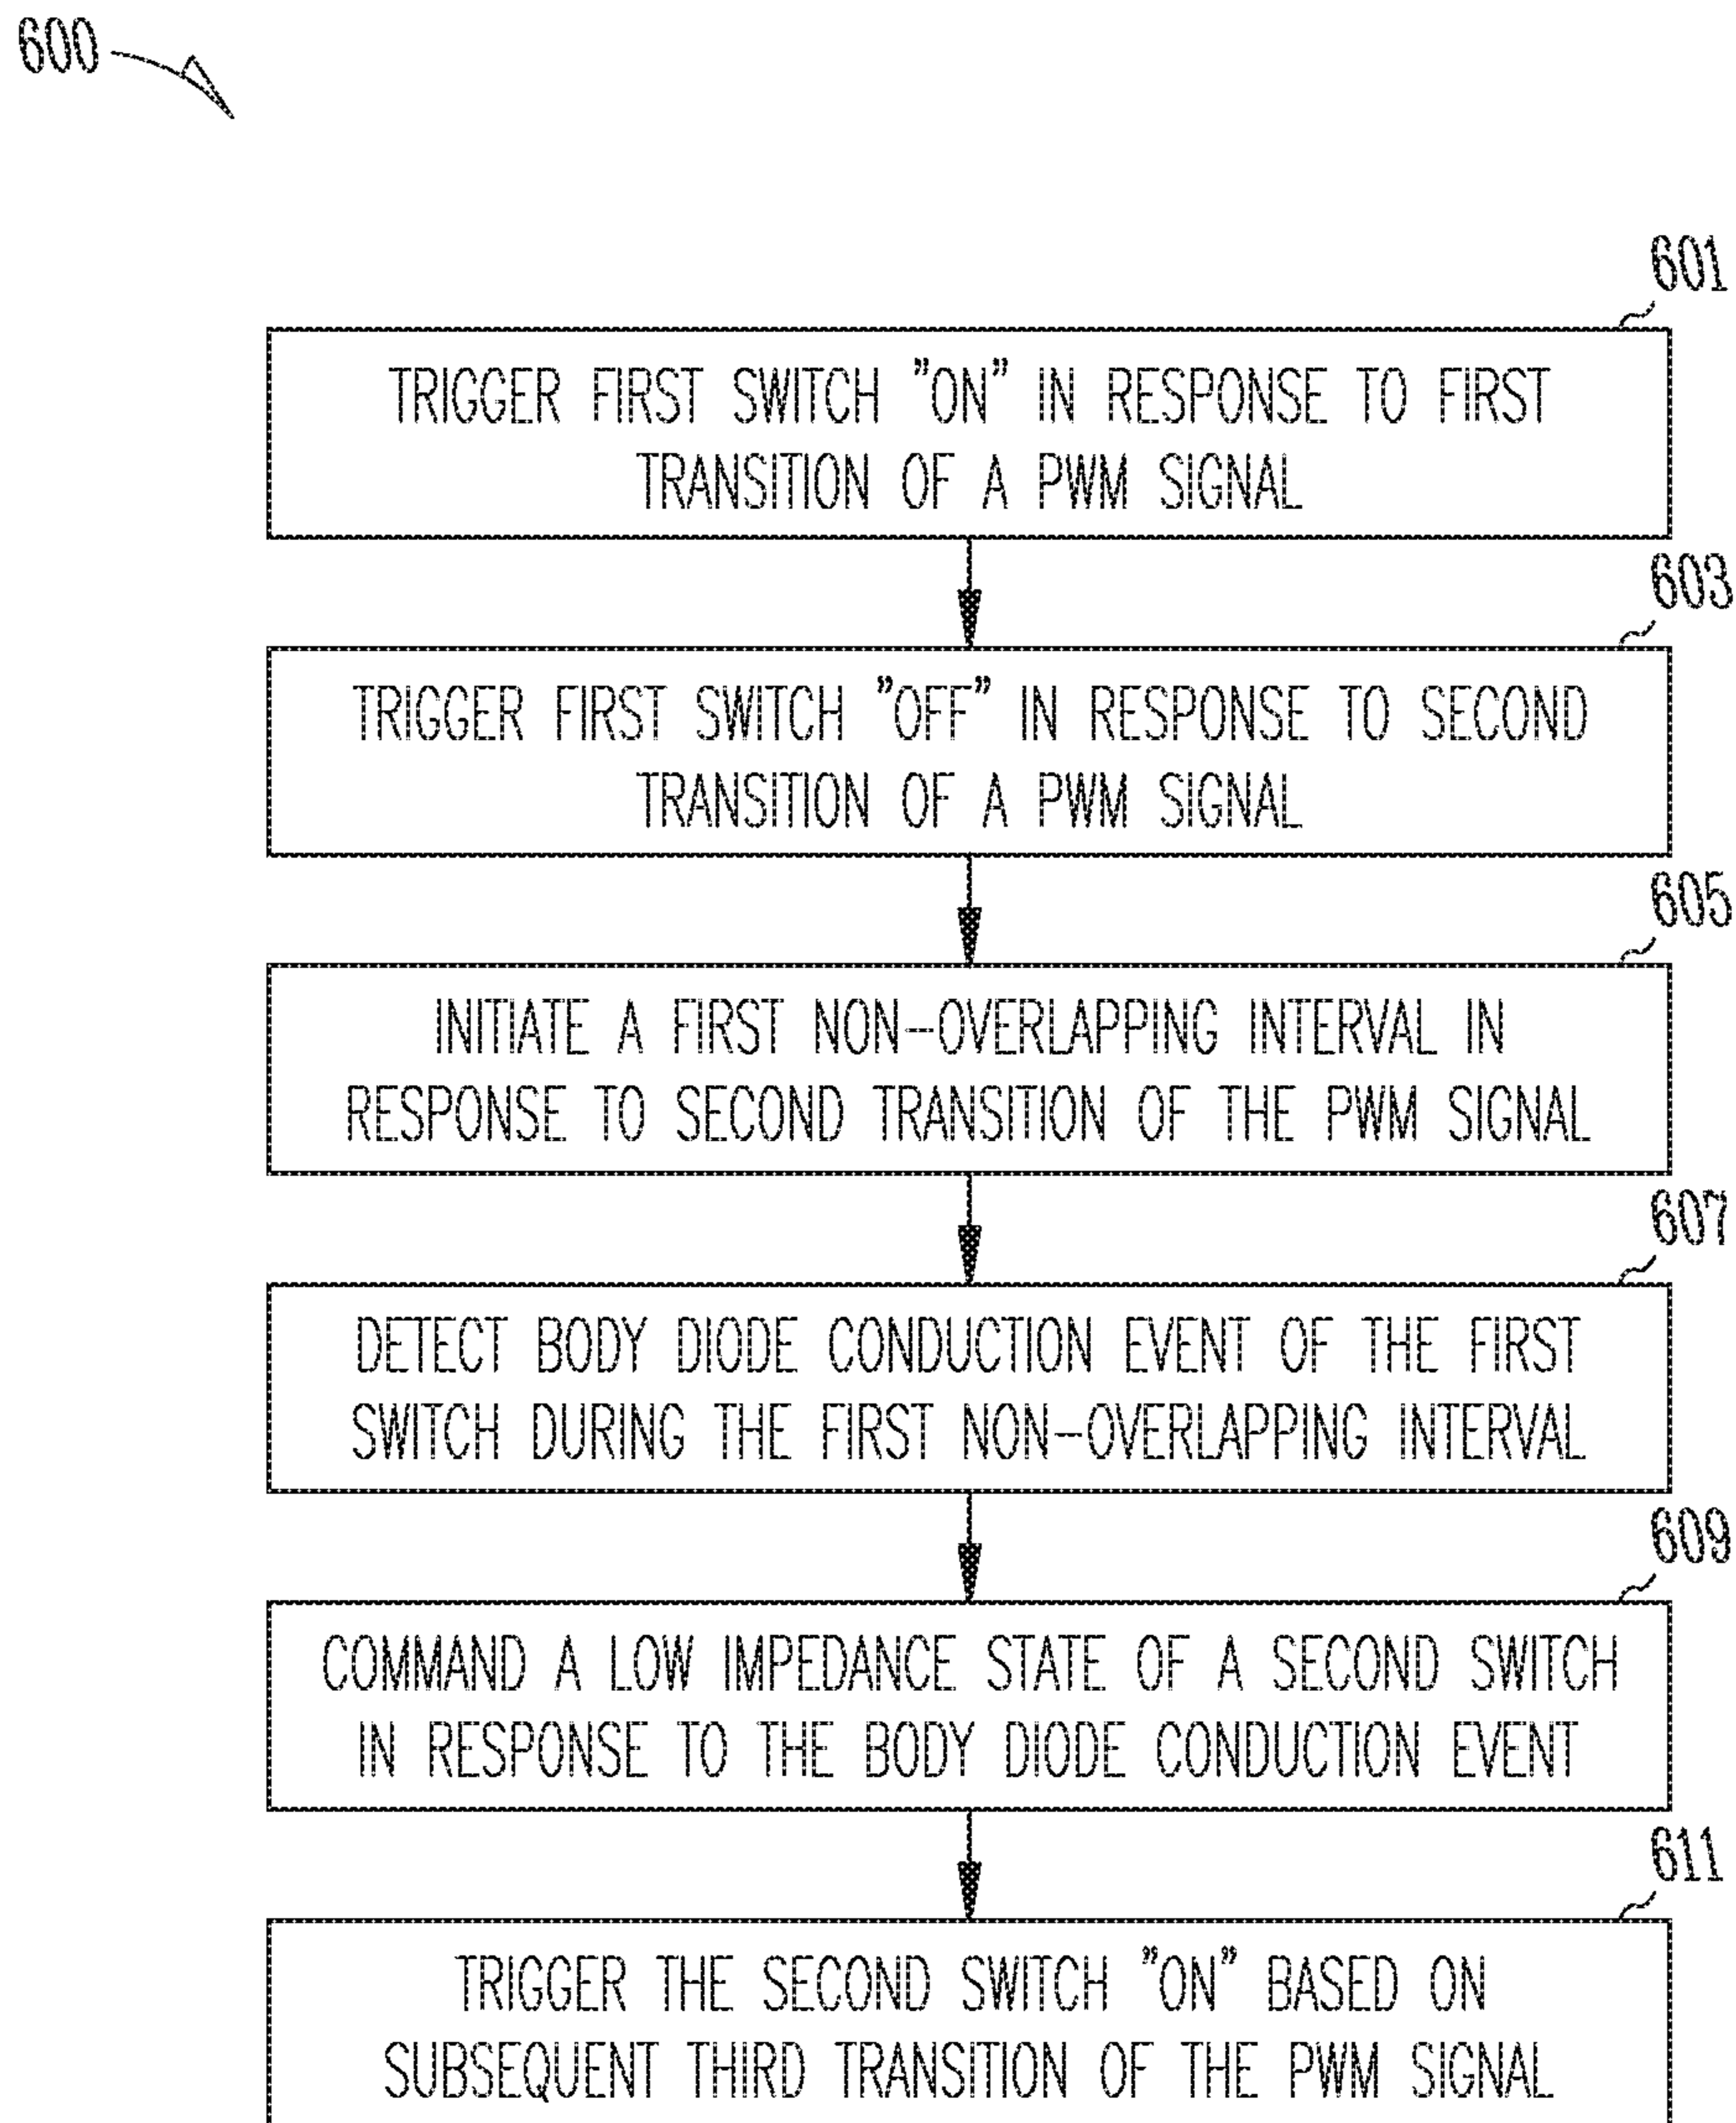 600
601
TRIGGER FIRST SWITCH "ON" IN RESPONSE TO FIRST
TRANSITION OF A PWM SIGNAL
603
TRIGGER FIRST SWITCH "OFF" IN RESPONSE TO SECOND
TRANSITION OF A PWM SIGNAL
605
INITIATE A FIRST NON-OVERLAPPING INTERVAL IN
RESPONSE TO SECOND TRANSITION OF THE PWM SIGNAL
607
DETECT BODY DIODE CONDUCTION EVENT OF THE FIRST
SWITCH DURING THE FIRST NON-OVERLAPPING INTERVAL
609
COMMAND A LOW IMPEDANCE STATE OF A SECOND SWITCH
IN RESPONSE TO THE BODY DIODE CONDUCTION EVENT
611
TRIGGER THE SECOND SWITCH "ON" BASED ON
SUBSEQUENT THIRD TRANSITION OF THE PWM SIGNAL